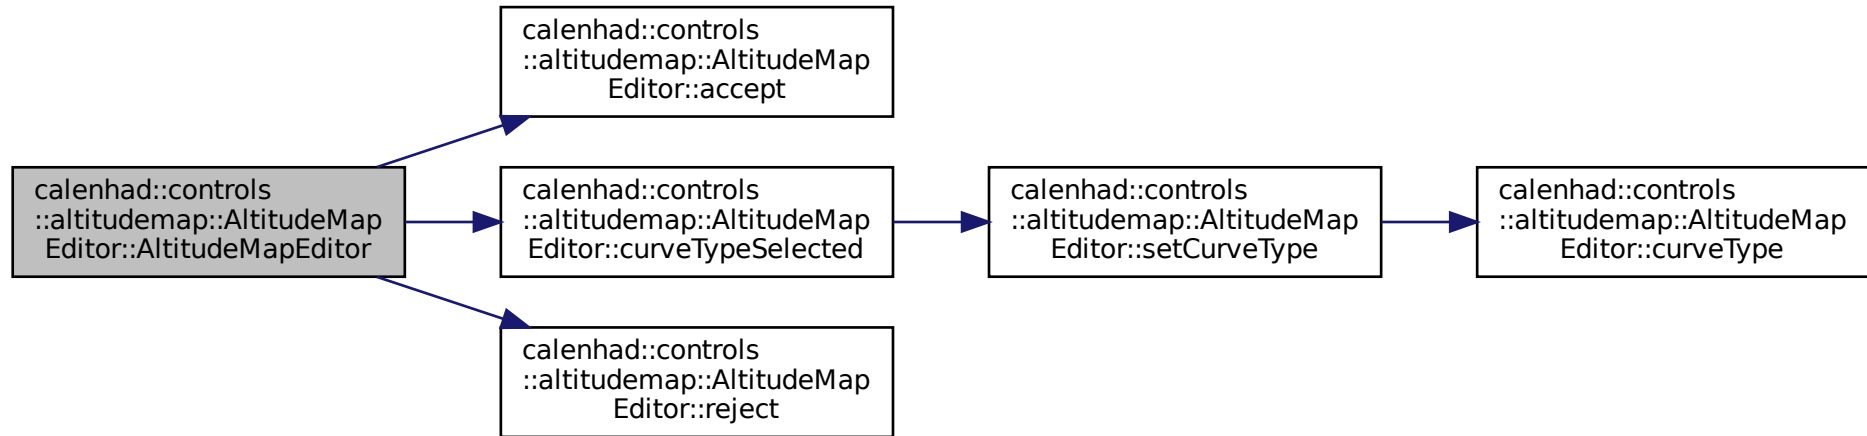 calenhad::controls
::altitudemap::AltitudeMap
Editor::accept
calenhad::controls
::altitudemap::AltitudeMap
Editor::AltitudeMapEditor
calenhad::controls
::altitudemap::AltitudeMap
Editor::curveTypeSelected
calenhad::controls
::altitudemap::AltitudeMap
Editor::setCurveType
calenhad::controls
::altitudemap::AltitudeMap
Editor::curveType
calenhad::controls
::altitudemap::AltitudeMap
Editor::reject